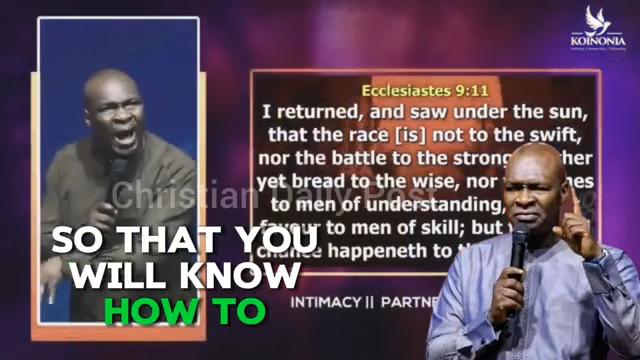 KOINONIA
Ecclesiastes 9:11
I returned, and saw under the sun,
that the race [is] not to the swift,
nor the battle to the strong,
yet bread to the wise, nor
to men of understanding,
favour to men of skill; but
chance happeneth to
Christian Daily Post
SO THAT YOU
WILL KNOW
HOW TO
INTIMACY ||